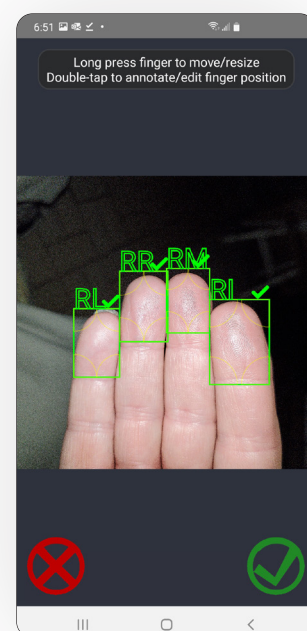 6:51
Long press finger to move/resize
Double-tap to annotate/edit finger position
RL
RR
RM
RI